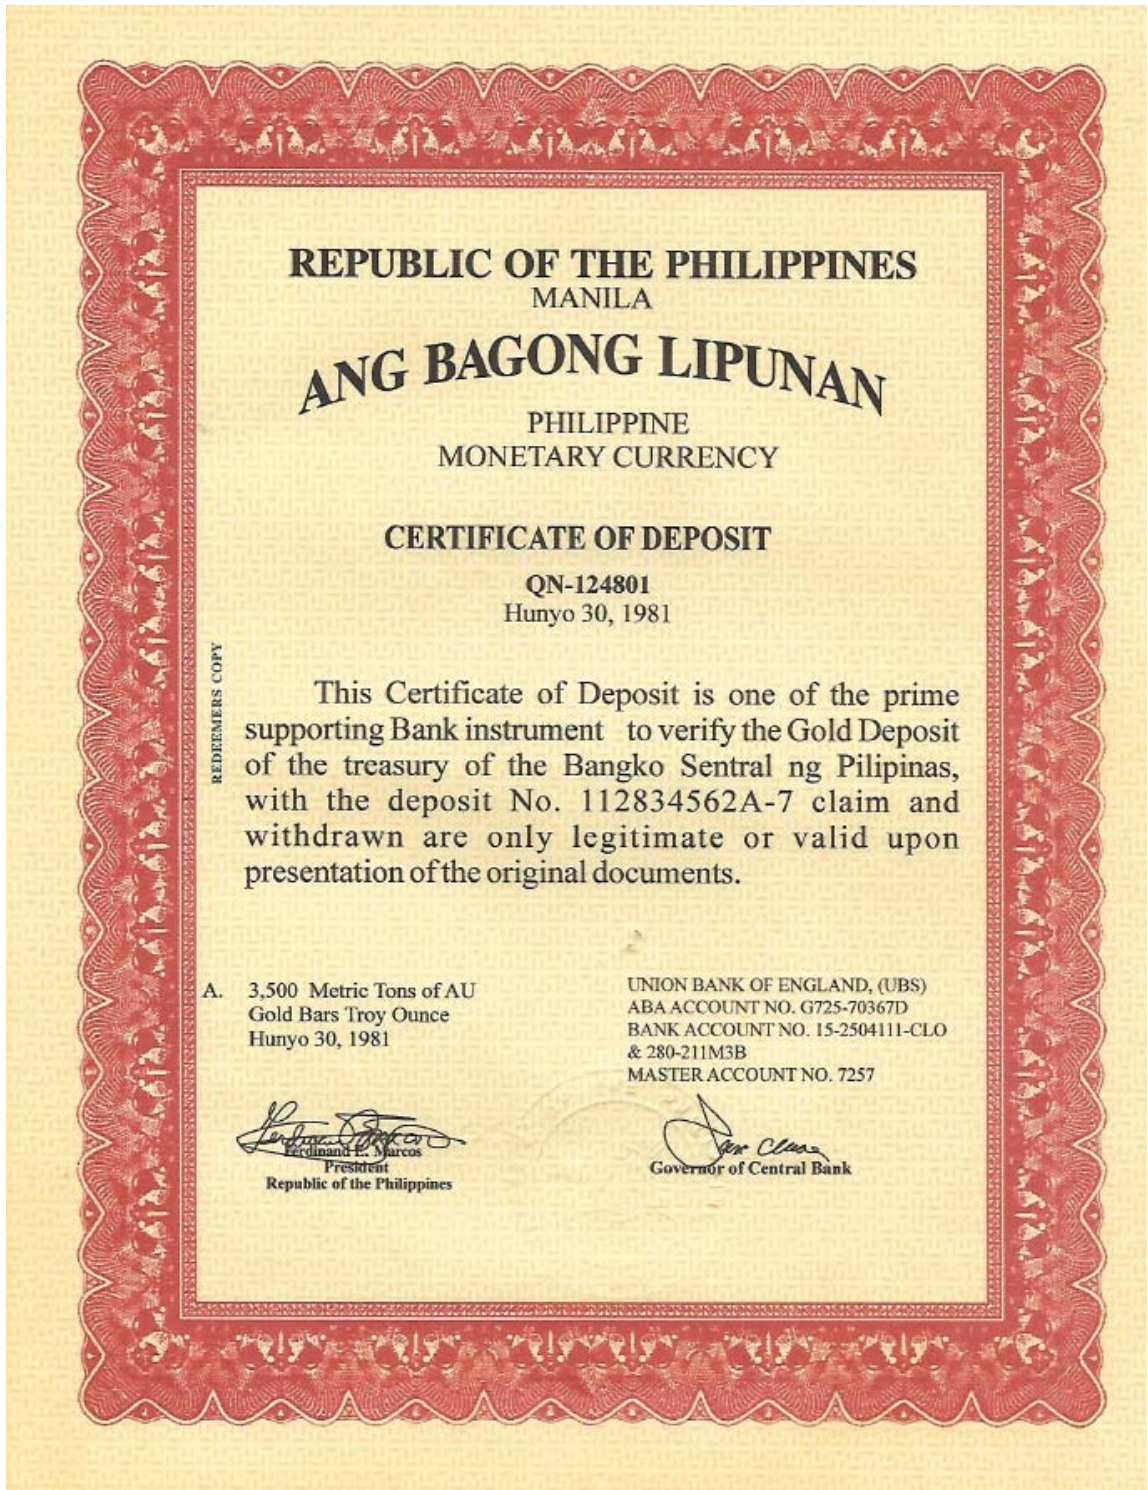 REPUBLIC OF THE PHILIPPINES
MANILA
ANG BAGONG LIPUNAN
PHILIPPINE
MONETARY CURRENCY
CERTIFICATE OF DEPOSIT
QN-124801
Hunyo 30, 1981
REDEEMERS COPY
This Certificate of Deposit is one of the prime
supporting Bank instrument to verify the Gold Deposit
of the treasury of the Bangko Sentral ng Pilipinas,
with the deposit No. 112834562A-7 claim and
withdrawn are only legitimate or valid upon
presentation of the original documents.
A. 3,500 Metric Tons of AU
Gold Bars Troy Ounce
Hunyo 30, 1981
UNION BANK OF ENGLAND, (UBS)
ABA ACCOUNT NO. G725-70367D
BANK ACCOUNT NO. 15-2504111-CLO
& 280-211M3B
MASTER ACCOUNT NO. 7257
Ferdinand E. Marcos
President
Republic of the Philippines
Governor of Central Bank